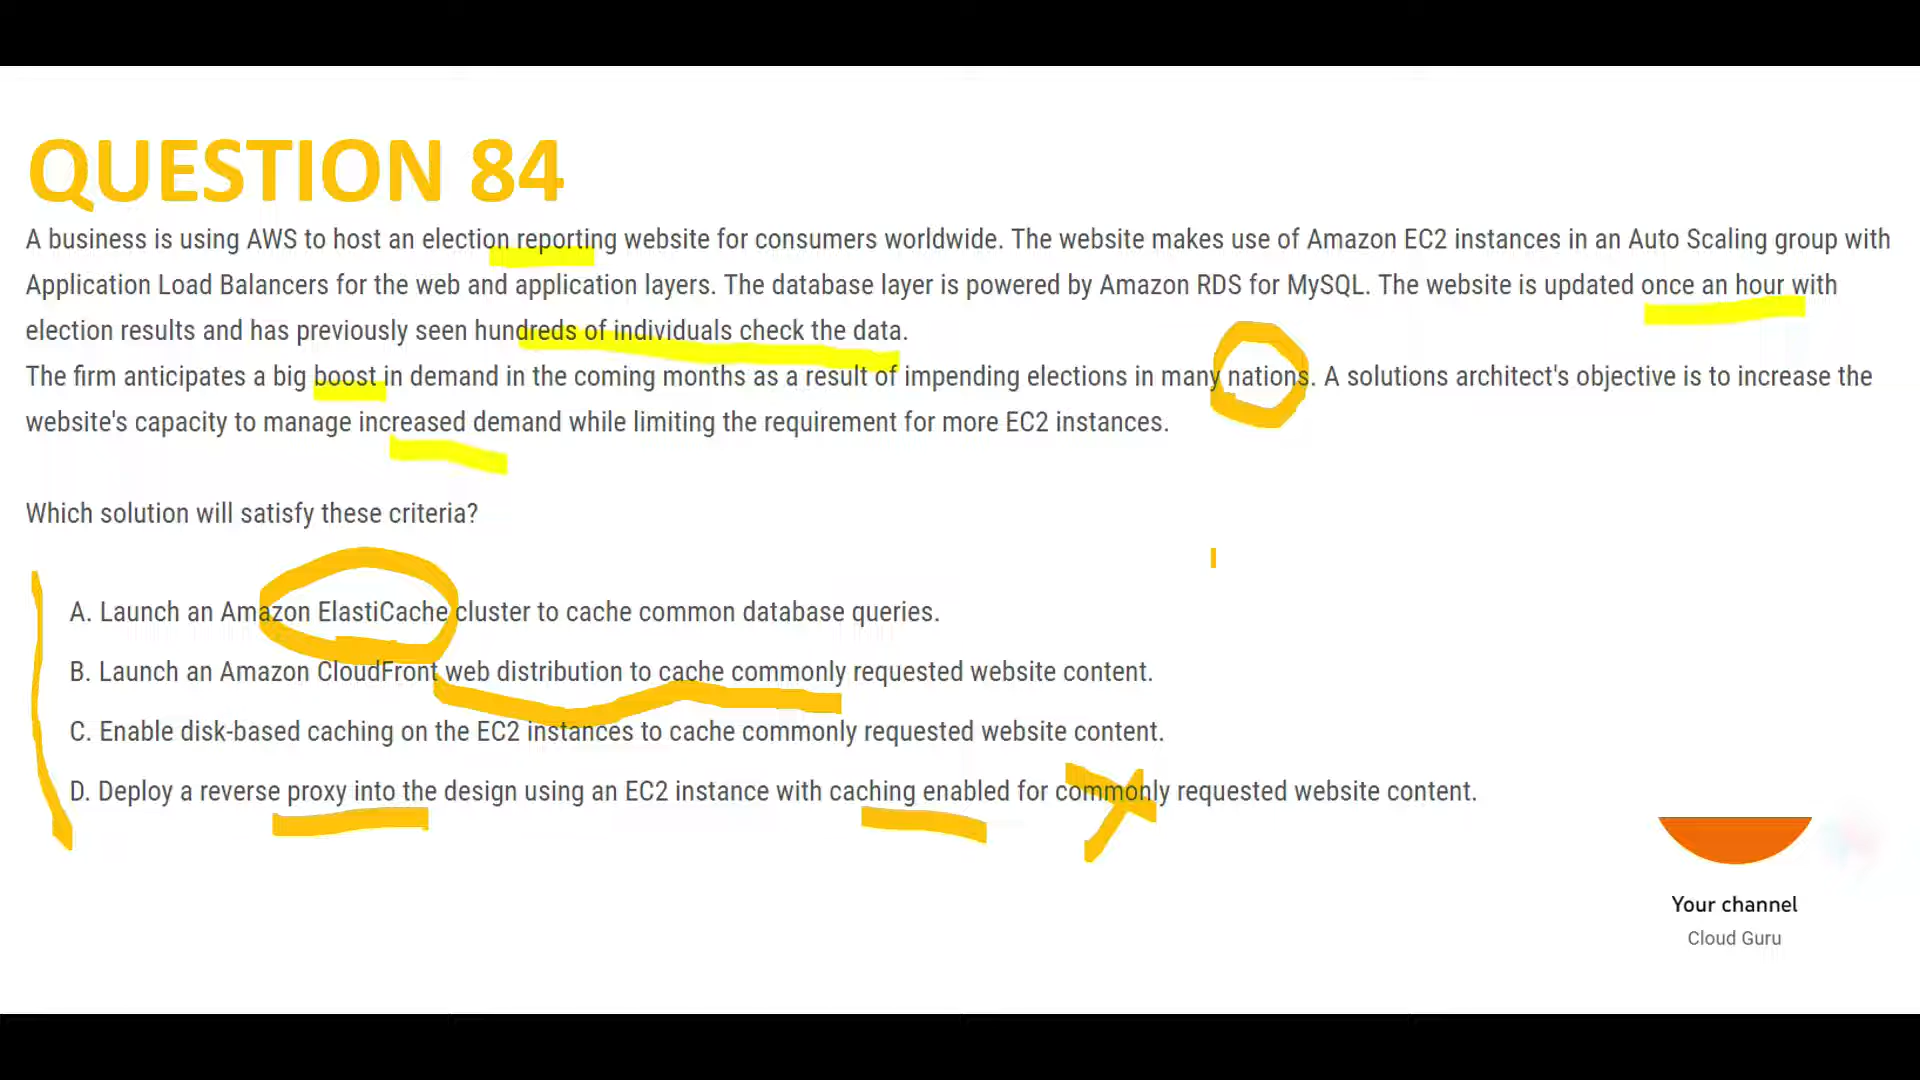 QUESTION 84
A business is using AWS to host an election reporting website for consumers worldwide. The website makes use of Amazon EC2 instances in an Auto Scaling group with
Application Load Balancers for the web and application layers. The database layer is powered by Amazon RDS for MySQL. The website is updated once an hour with
election results and has previously seen hundreds of individuals check the data.
The firm anticipates a big boost in demand in the coming months as a result of impending elections in many nations. A solutions architect's objective is to increase the
website's capacity to manage increased demand while limiting the requirement for more EC2 instances.
Which solution will satisfy these criteria?
A. Launch an Amazon ElastiCache cluster to cache common database queries.
B. Launch an Amazon CloudFront web distribution to cache commonly requested website content.
C. Enable disk-based caching on the EC2 instances to cache commonly requested website content.
D. Deploy a reverse proxy into the design using an EC2 instance with caching enabled for commonly requested website content.
Your channel
Cloud Guru